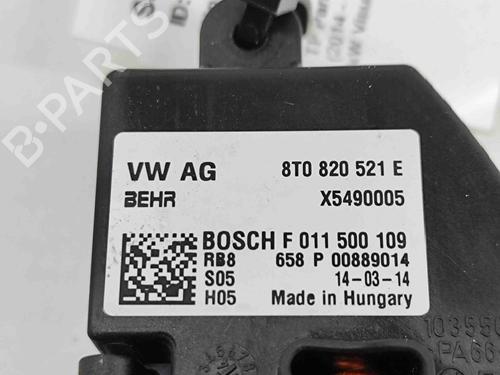 VW AG 8T0 820 521 E
BEHR X5490005
BOSCH F 011 500 109
RB8 658 P 00889014
S05 14-03-14
H05 Made in Hungary